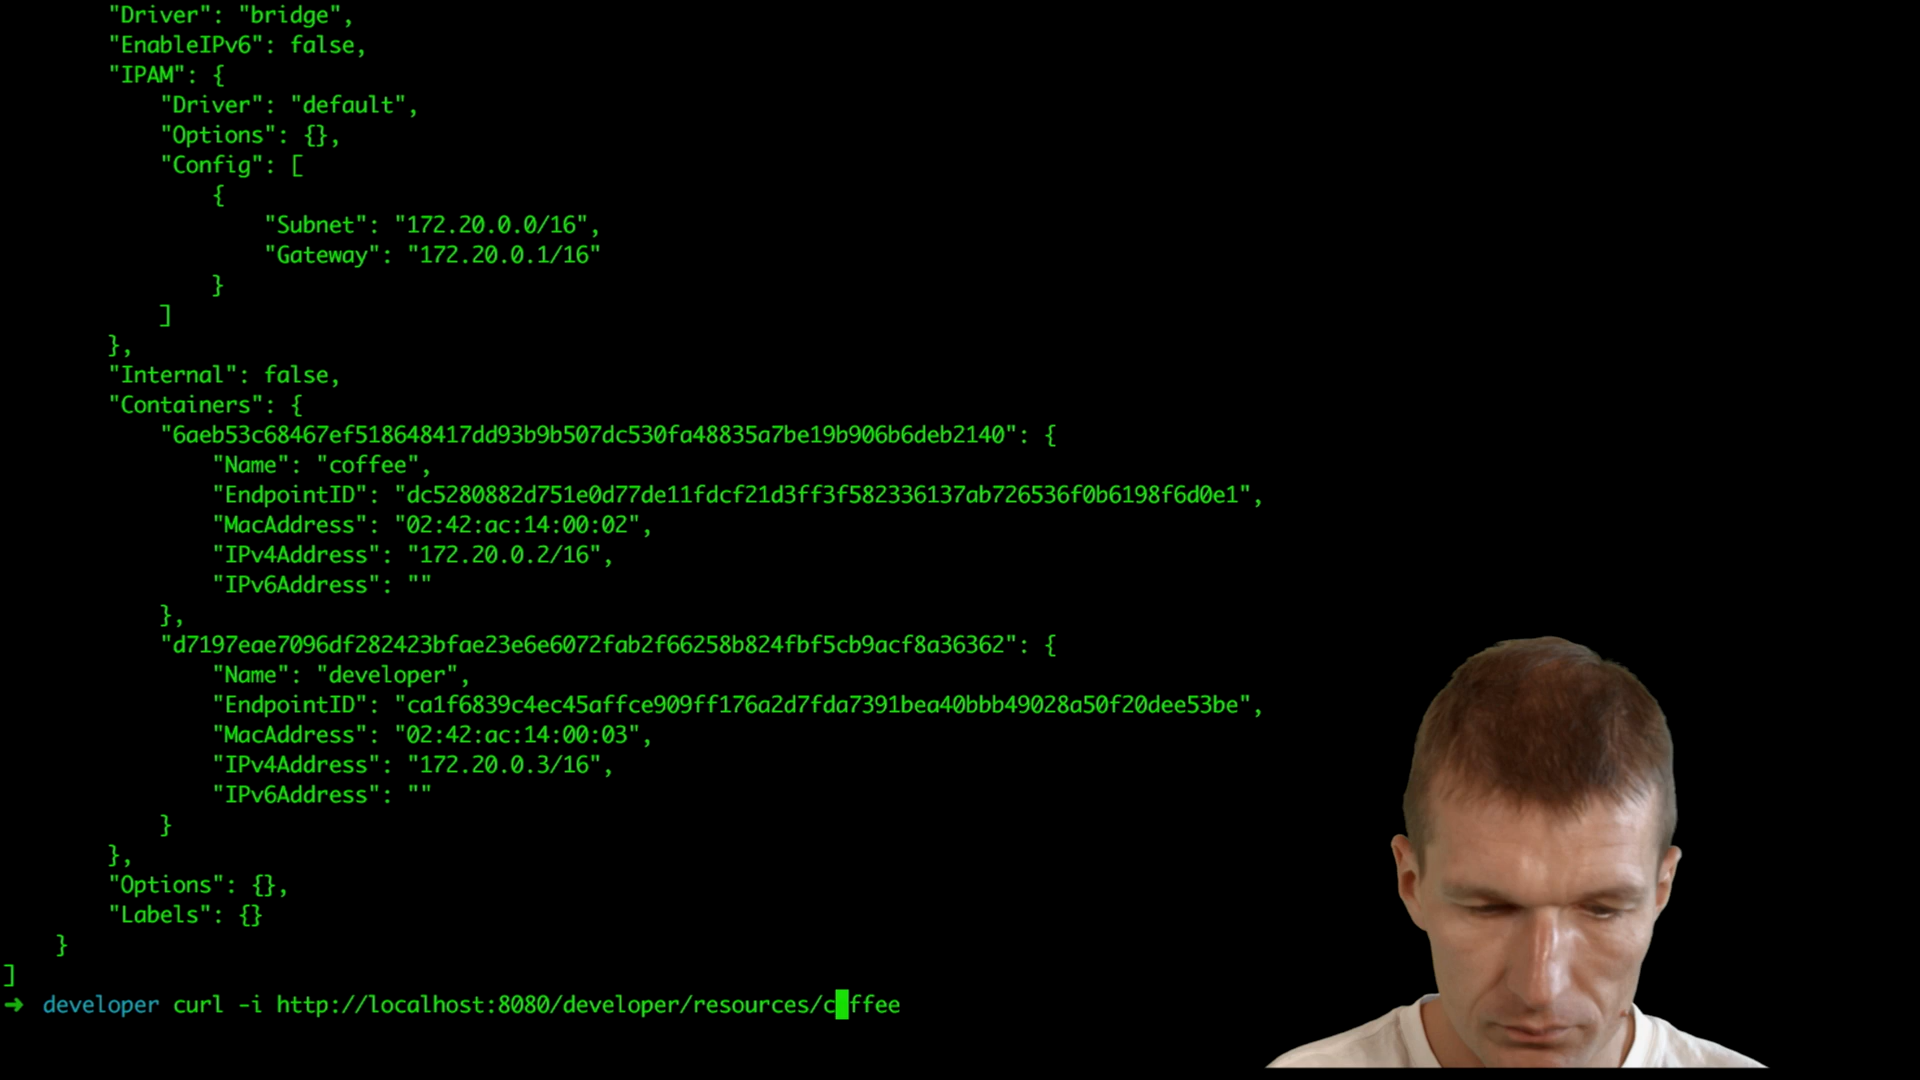 "Driver": "bridge",
"EnableIPv6": false,
"IPAM": {
"Driver": "default",
"Options": {},
"Config": [
{
"Subnet": "172.20.0.0/16",
"Gateway": "172.20.0.1/16"
}
]
},
"Internal": false,
"Containers": {
"6aeb53c68467ef518648417dd93b9b507dc530fa48835a7be19b906b6deb2140": {
"Name": "coffee",
"EndpointID": "dc5280882d751e0d77de11fdcf21d3ff3f582336137ab726536f0b6198f6d0e1",
"MacAddress": "02:42:ac:14:00:02",
"IPv4Address": "172.20.0.2/16",
"IPv6Address": ""
},
"d7197eae7096df282423bfae23e6e6072fab2f66258b824fbf5cb9acf8a36362": {
"Name": "developer",
"EndpointID": "ca1f6839c4ec45affce909ff176a2d7fda7391bea40bbb49028a50f20dee53be",
"MacAddress": "02:42:ac:14:00:03",
"IPv4Address": "172.20.0.3/16",
"IPv6Address": ""
}
},
"Options": {},
"Labels": {}
}
]
➜ developer curl -i http://localhost:8080/developer/resources/coffee